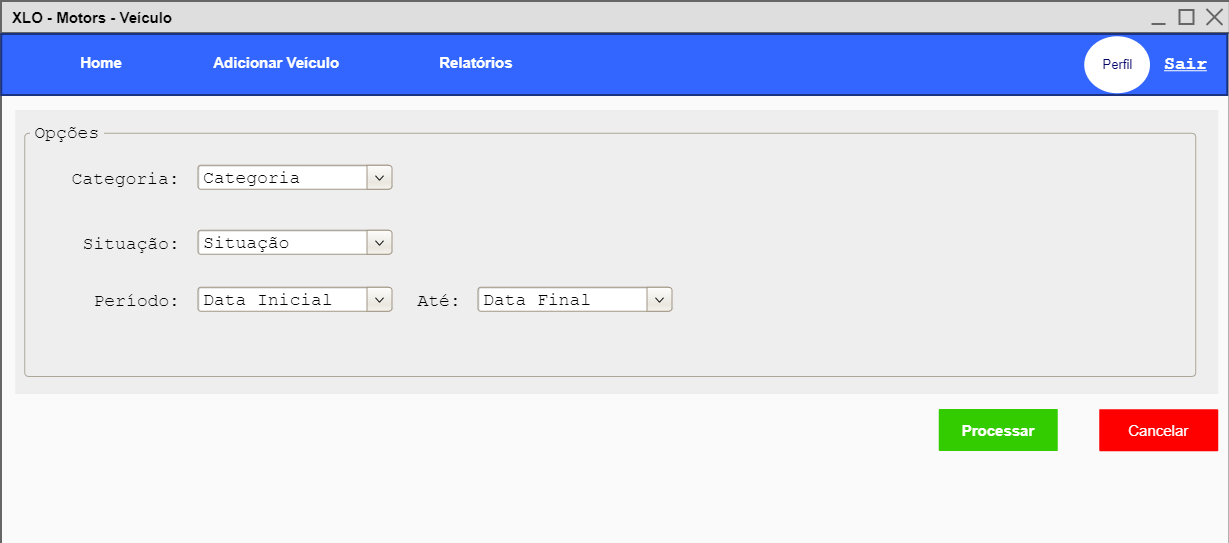 XLO - Motors - Veículo
Home Adicionar Veículo Relatórios Perfil Sair
Opções
Categoria: Categoria
Situação: Situação
Período: Data Inicial Até: Data Final
Processar Cancelar